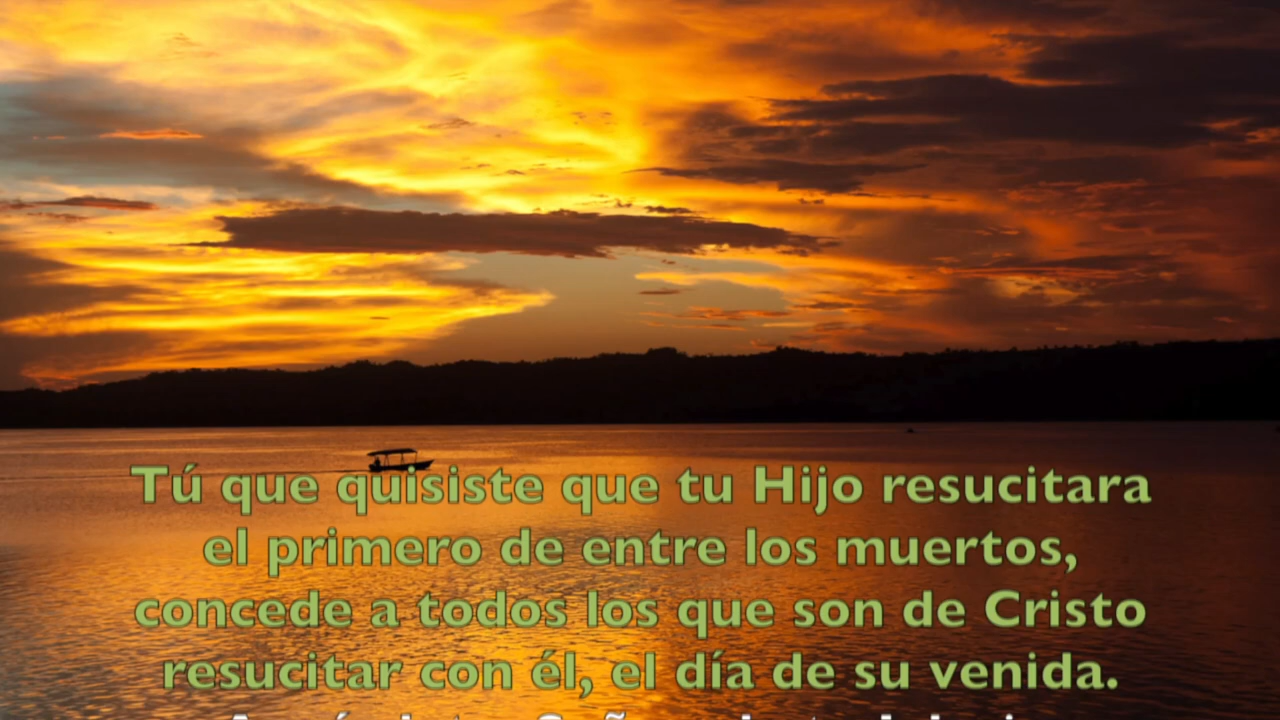 Tú que quisiste que tu Hijo resucitara
el primero de entre los muertos,
concede a todos los que son de Cristo
resucitar con él, el día de su venida.